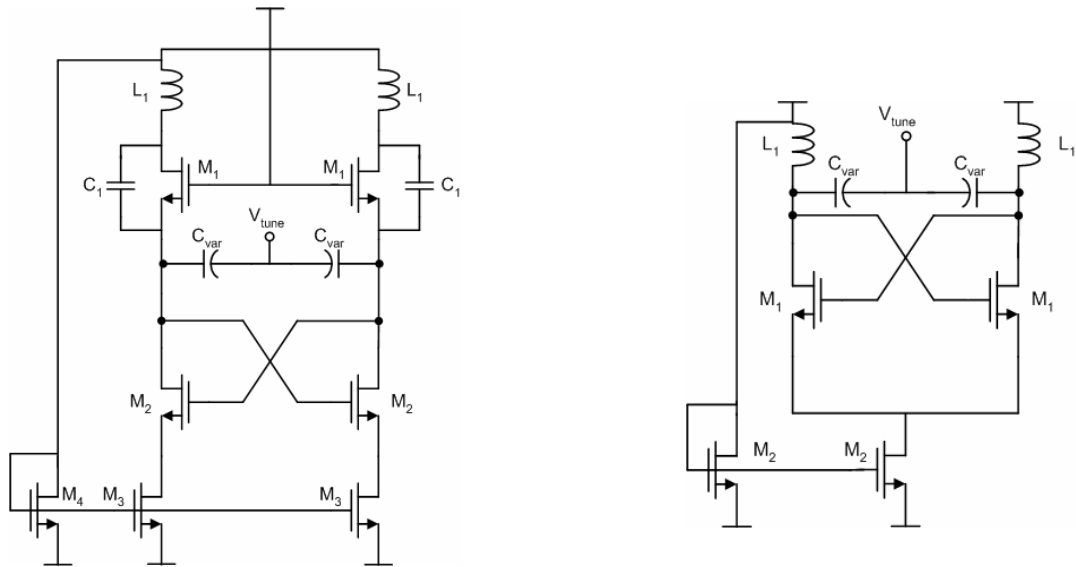 L1 L1
C1 M1 M1 C1
Vtune
Cvar Cvar
M2 M2
M4 M3 M3
Vtune
L1 Cvar Cvar L1
M1 M1
M2 M2